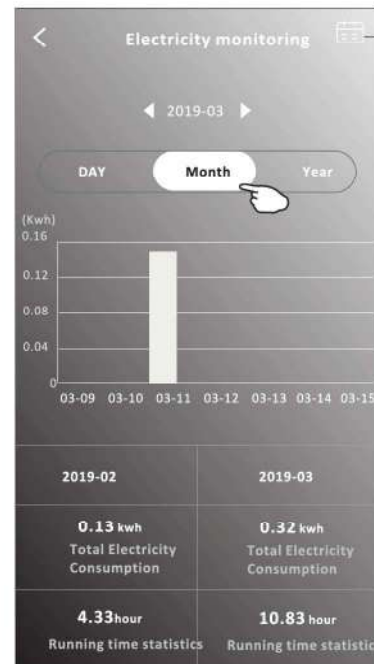 Electricity monitoring
2019-03
DAY Month Year
(Kwh)
0.16
0.12
0.08
0.04
0
03-09 03-10 03-11 03-12 03-13 03-14 03-15
2019-02 2019-03
0.13 kwh 0.32 kwh
Total Electricity Total Electricity
Consumption Consumption
4.33hour 10.83 hour
Running time statistics Running time statistic